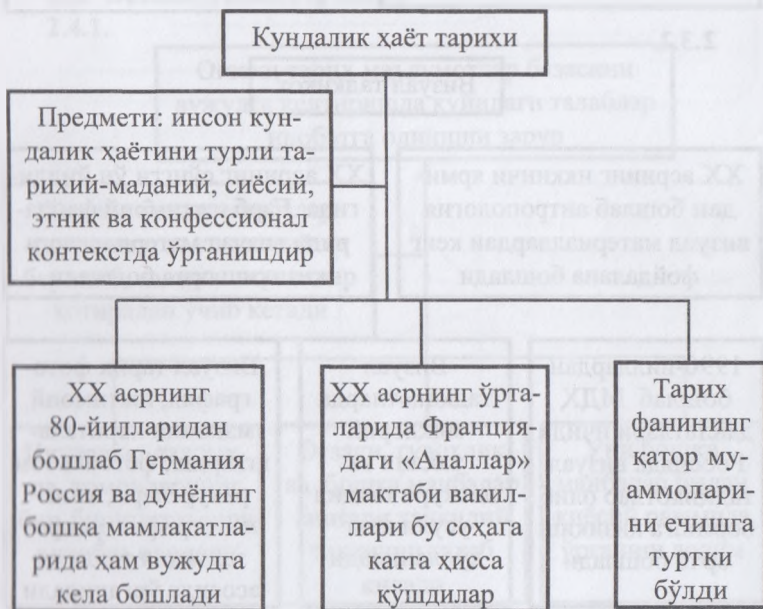 Кундалик ҳаёт тарихи
Предмети: инсон кун-
далик ҳаётини турли та-
рихий-маданий, сиёсий,
этник ва конфессионал
контекстда ўрганишдир
XX асрнинг
80-йилларидан
бошлаб Германия
Россия ва дунёнинг
бошқа мамлакатла-
рида ҳам вужудга
кела бошлади
XX асрнинг ўрта-
ларида Франция-
даги «Аналлар»
мактаби вакил-
лари бу соҳага
катта ҳисса
қўшдилар
Тарих
фанининг
қатор му-
аммолари-
ни ечишга
туртки
бўлди